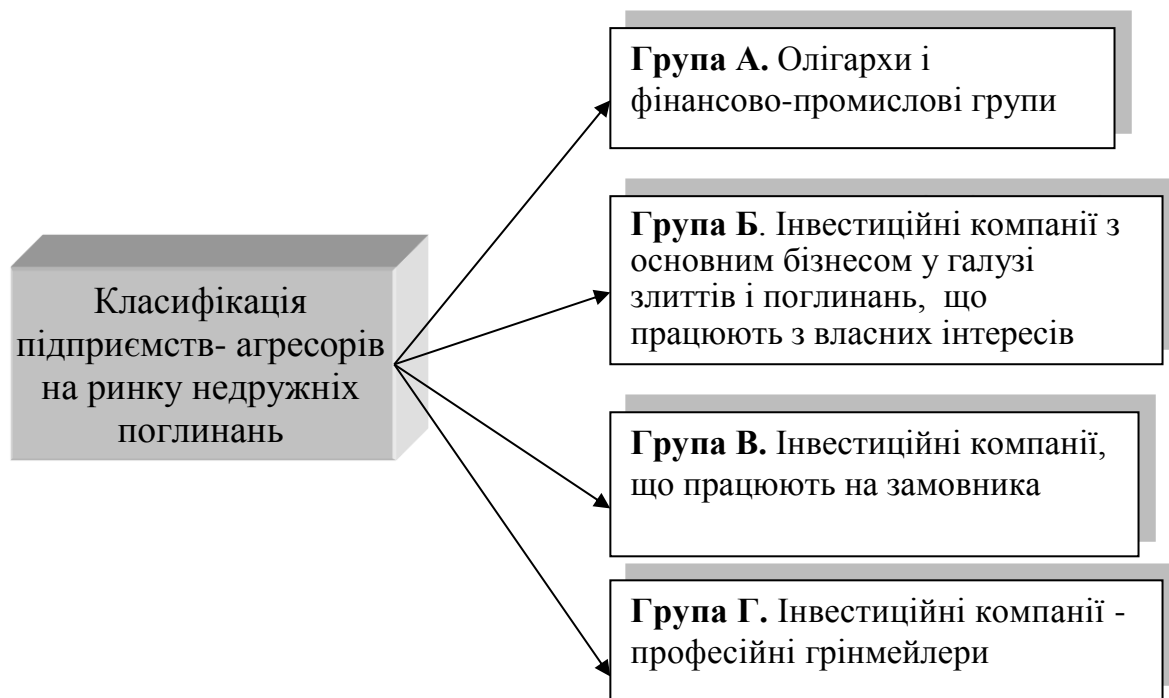 Класифікація
підприємств- агресорів
на ринку недружніх
поглинань
Група А. Олігархи і
фінансово-промислові групи
Група Б. Інвестиційні компанії з
основним бізнесом у галузі
злиттів і поглинань,  що
працюють з власних інтересів
Група В. Інвестиційні компанії,
що працюють на замовника
Група Г. Інвестиційні компанії -
професійні грінмейлери